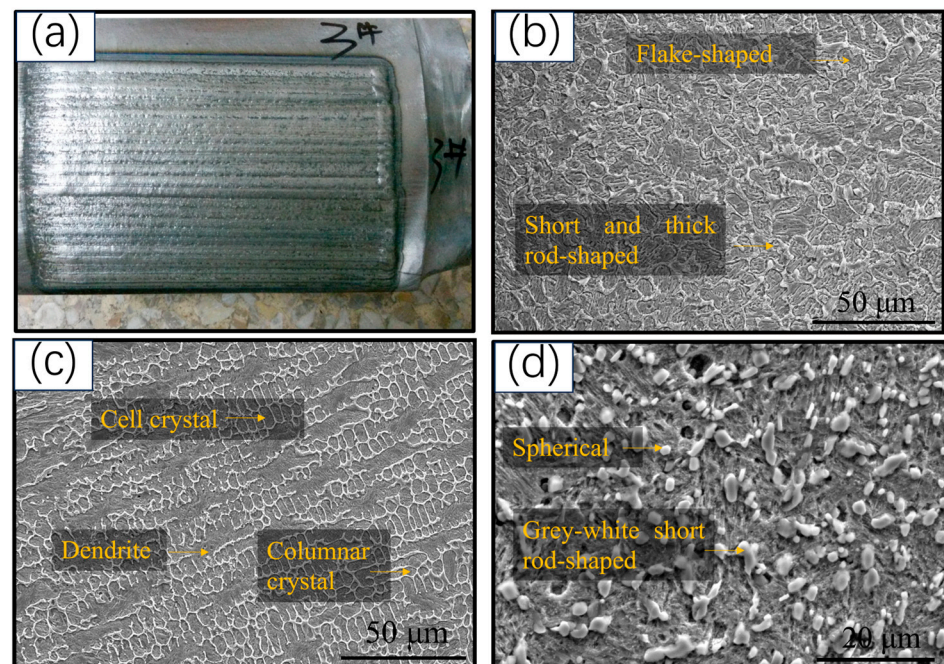 (a)
3#
3#
(b)
Flake-shaped
Short and thick
rod-shaped
50 μm
(c)
Cell crystal
Dendrite
Columnar
crystal
50 μm
(d)
Spherical
Grey-white short
rod-shaped
20 μm